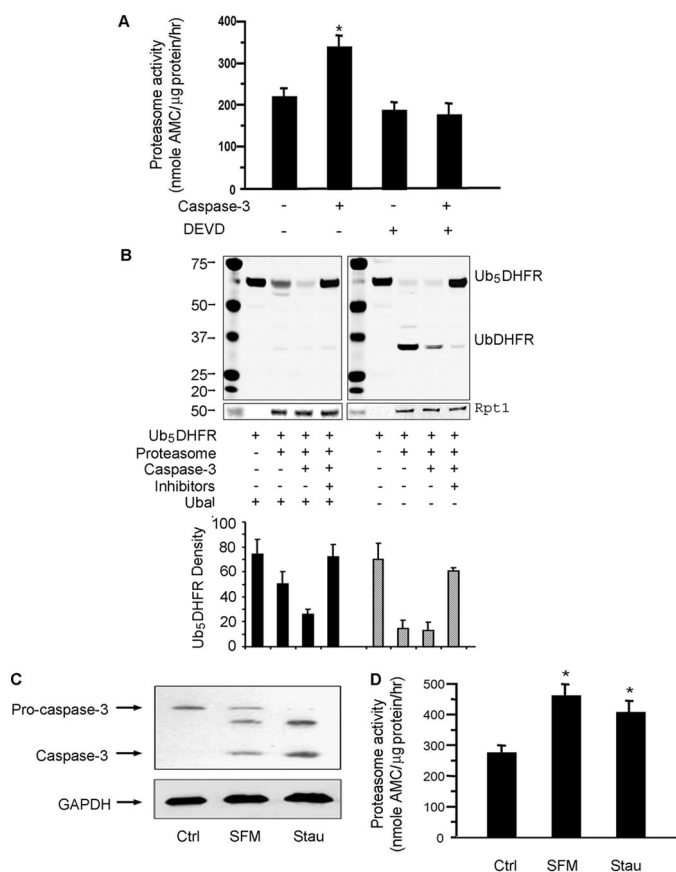 A
Proteasome activity
(nmole AMC/µg protein/hr)
400
300
200
100
0
*
Caspase-3 - + - +
DEVD - - + +
B
75
50
37
25
20
50
Ub5DHFR
UbDHFR
Rpt1
Ub5DHFR + + + + + + + +
Proteasome - + + + - + + +
Caspase-3 - - + + - - + +
Inhibitors - - - + - - - +
Ubal + + + + - - - -
Ub5DHFR Density
100
80
60
40
20
0
C
Pro-caspase-3
Caspase-3
GAPDH
Ctrl SFM Stau
D
Proteasome activity
(nmole AMC/µg protein/hr)
500
400
300
200
100
0
* *
Ctrl SFM Stau